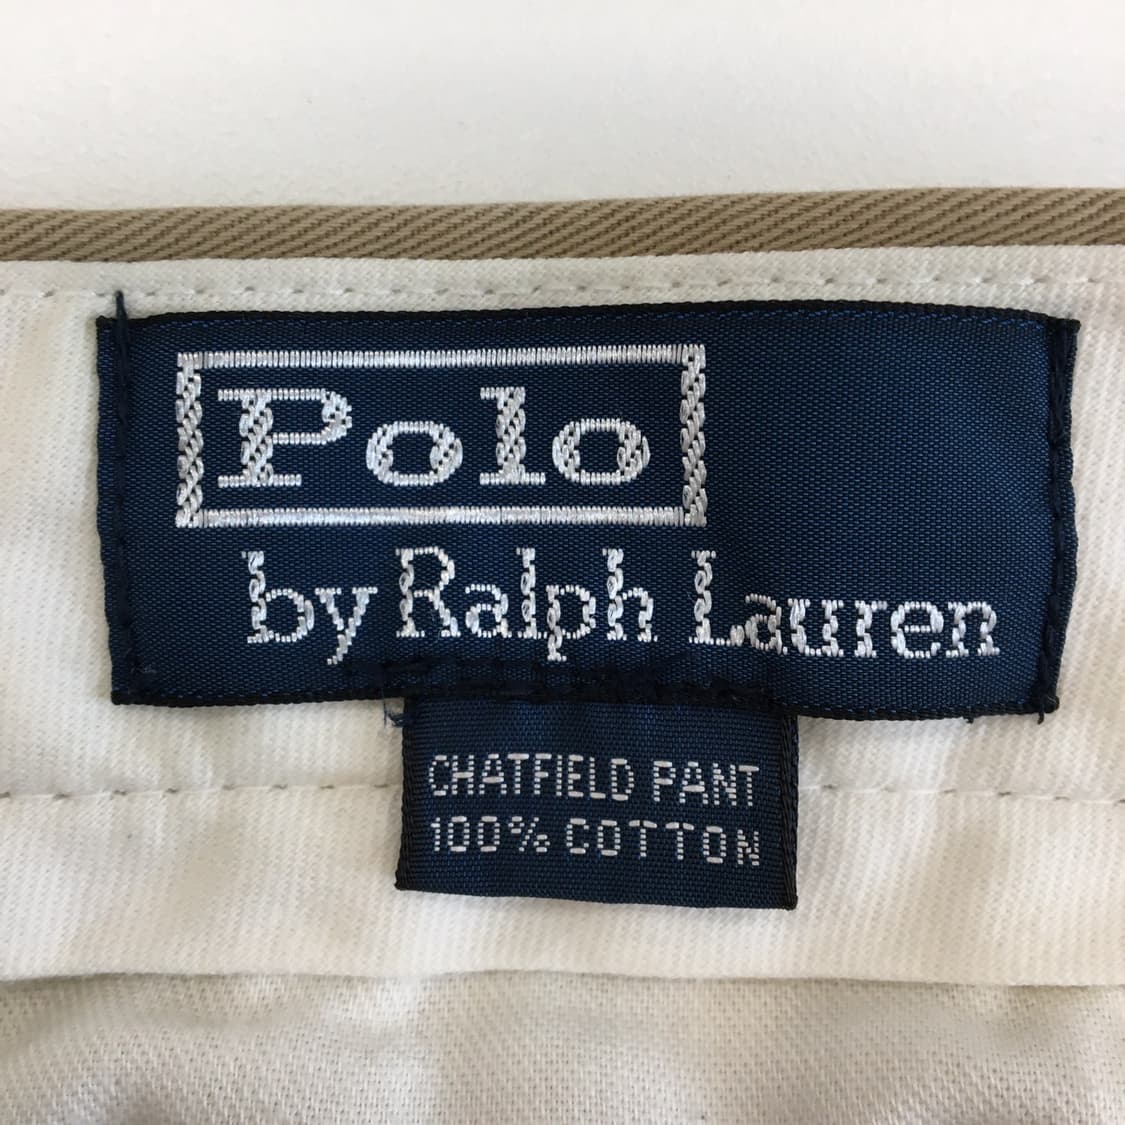 Polo
by Ralph Lauren
CHATFIELD PANT
100% COTTON